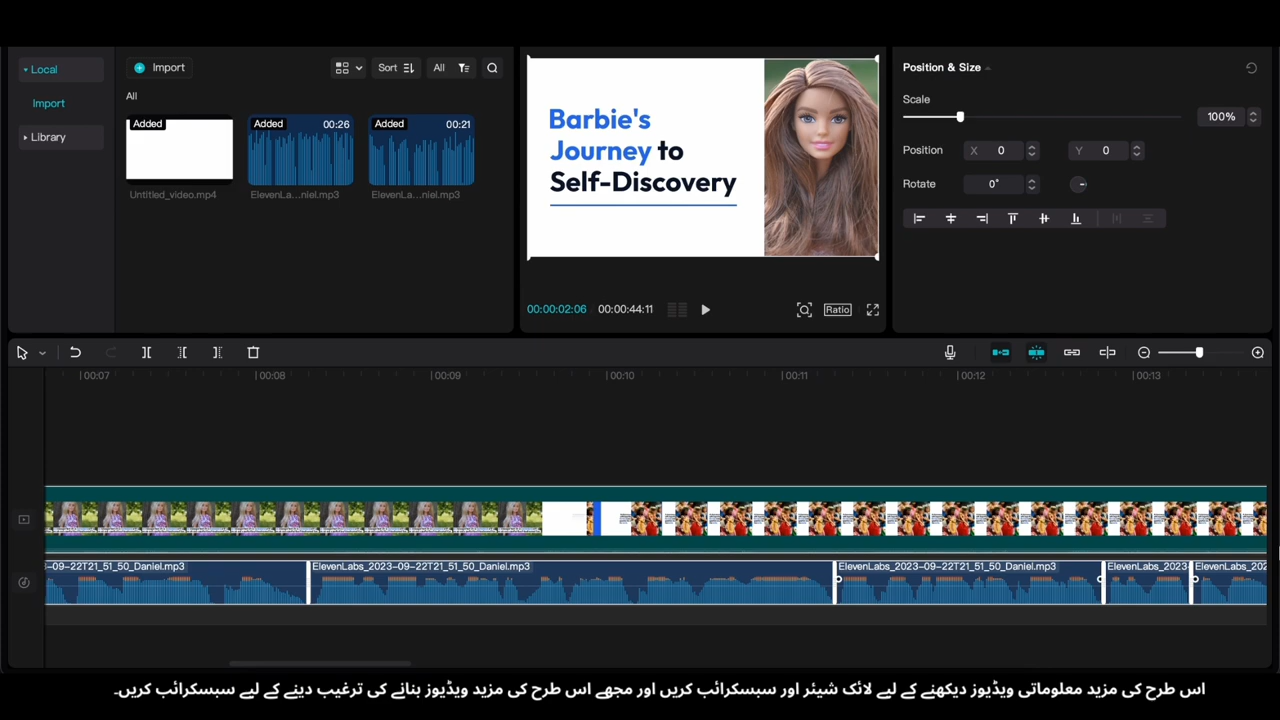 Local
Import
Library
Import
Sort
All
All
Added
Added 00:26
Added 00:21
Untitled_video.mp4
ElevenLa...niel.mp3
ElevenLa...niel.mp3
Barbie's
Journey to
Self-Discovery
00:00:02:06 00:00:44:11
Ratio
Position & Size
Scale
100%
Position X 0 Y 0
Rotate 0°
00:07 00:08 00:09 00:10 00:11 00:12 00:13
-09-22T21_51_50_Daniel.mp3 ElevenLabs_2023-09-22T21_51_50_Daniel.mp3 ElevenLabs_2023-09-22T21_51_50_Daniel.mp3 ElevenLabs_2023- ElevenLabs_202
اس طرح کی مزید معلوماتی ویڈیوز دیکھنے کے لیے لائک شیئر اور سبسکرائب کریں اور مجھے اس طرح کی مزید ویڈیوز بنانے کی ترغیب دینے کے لیے سبسکرائب کریں۔